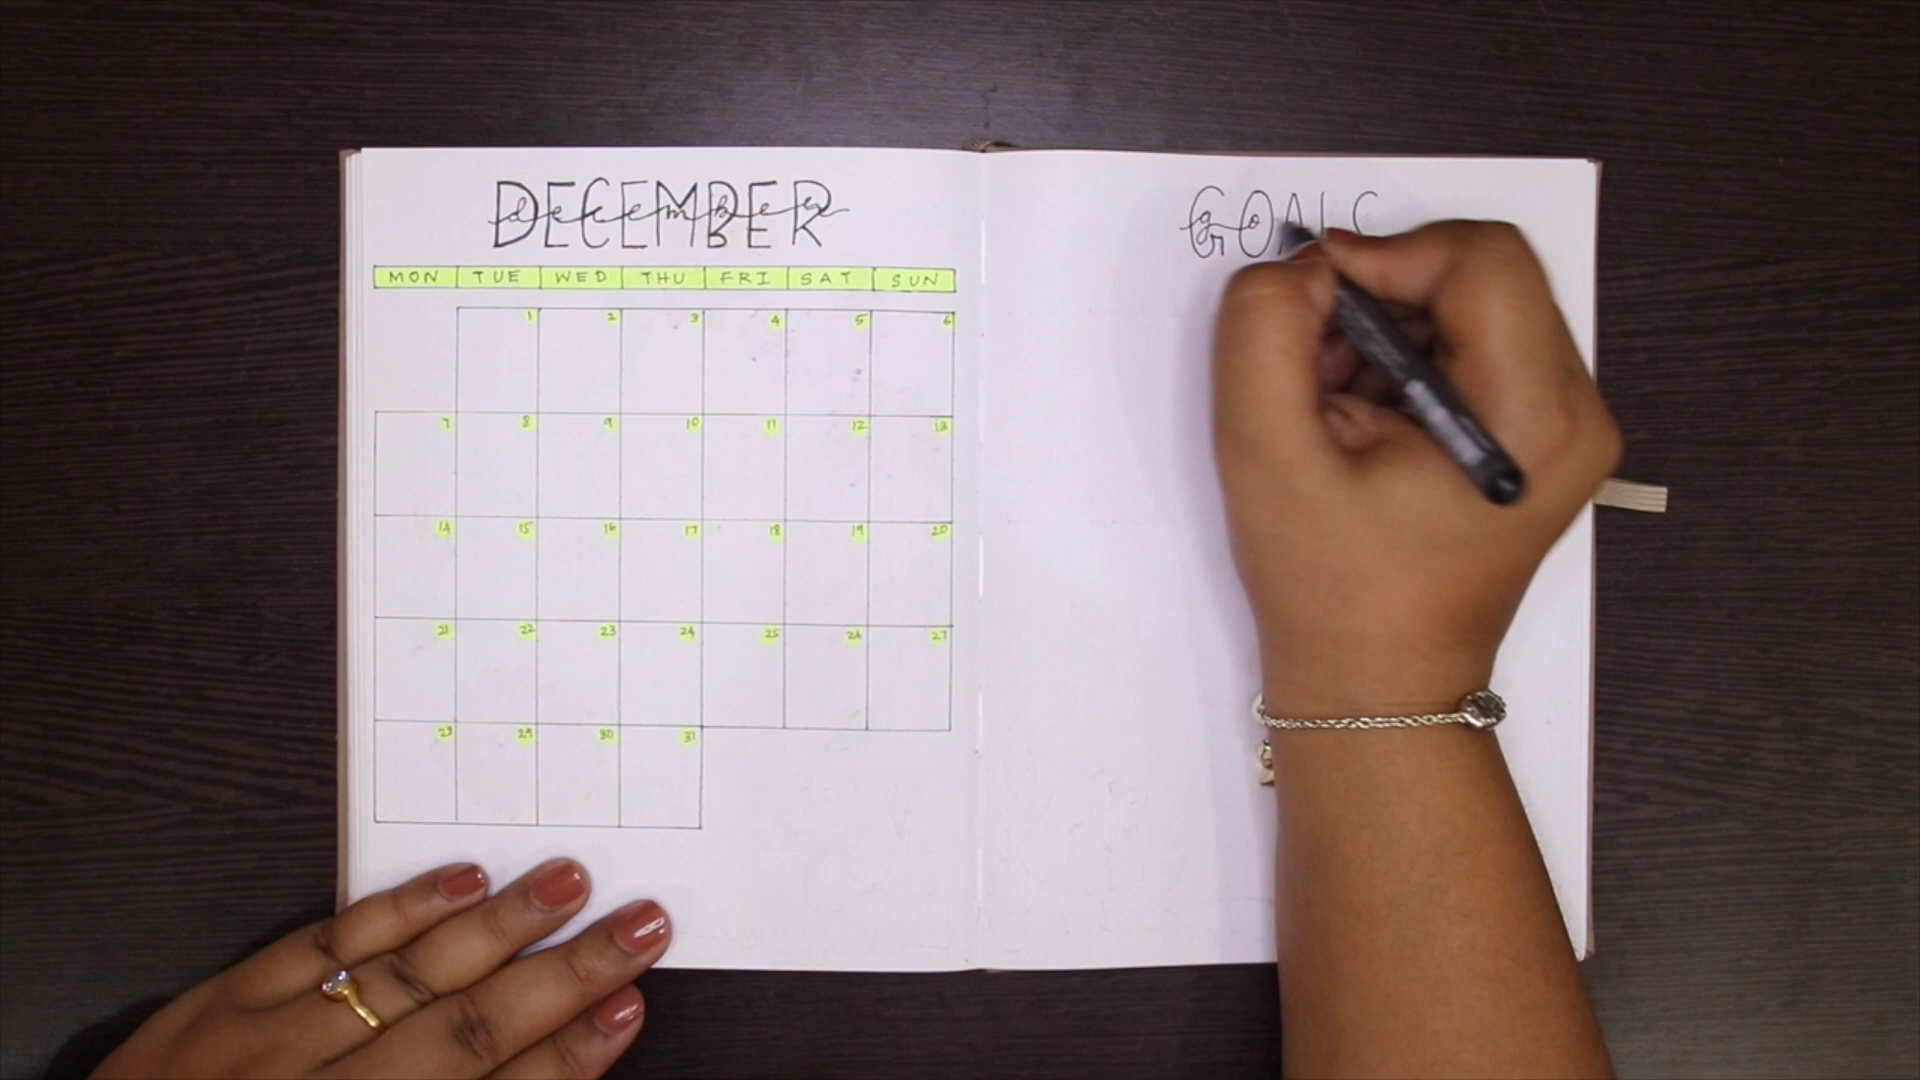 DECEMBER
december
MON TUE WED THU FRI SAT SUN
1 2 3 4 5 6
7 8 9 10 11 12 13
14 15 16 17 18 19 20
21 22 23 24 25 26 27
28 29 30 31
GOALS
go